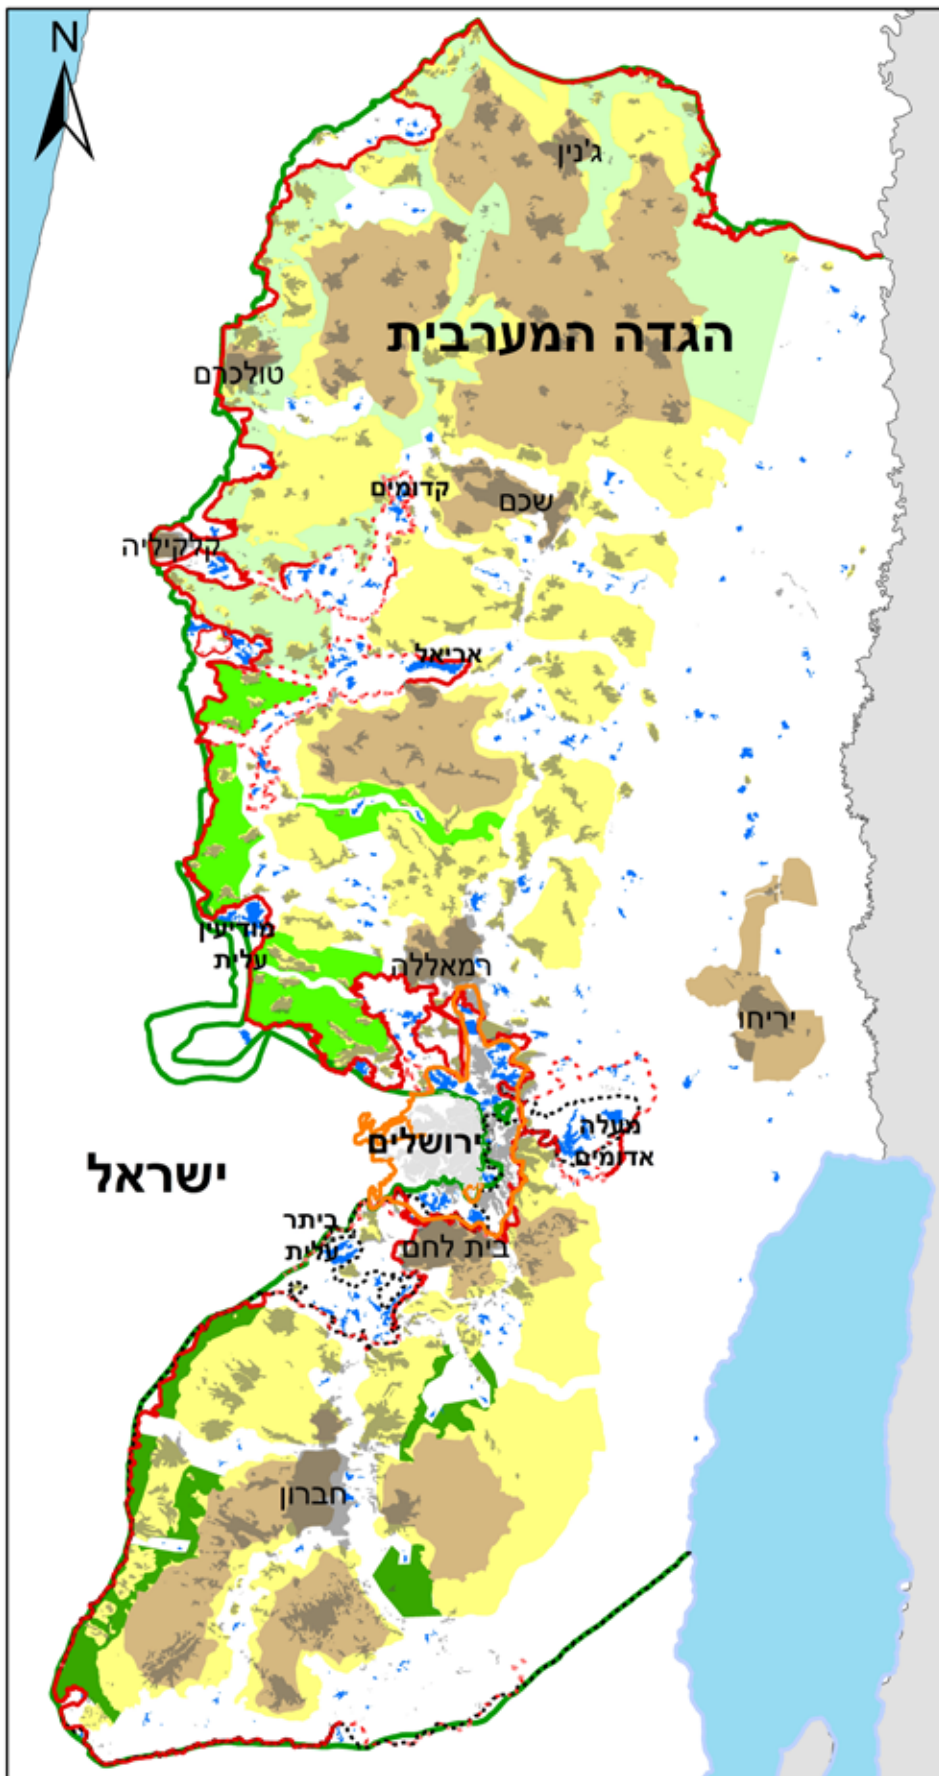 N
ג'נין
הגדה המערבית
טולכרם
קדומים
שכם
קלקיליה
אריאל
מודיעין
עלית
רמאללה
יריחו
מעלה
אדומים
ירושלים
ישראל
ביתר
עלית
בית לחם
חברון